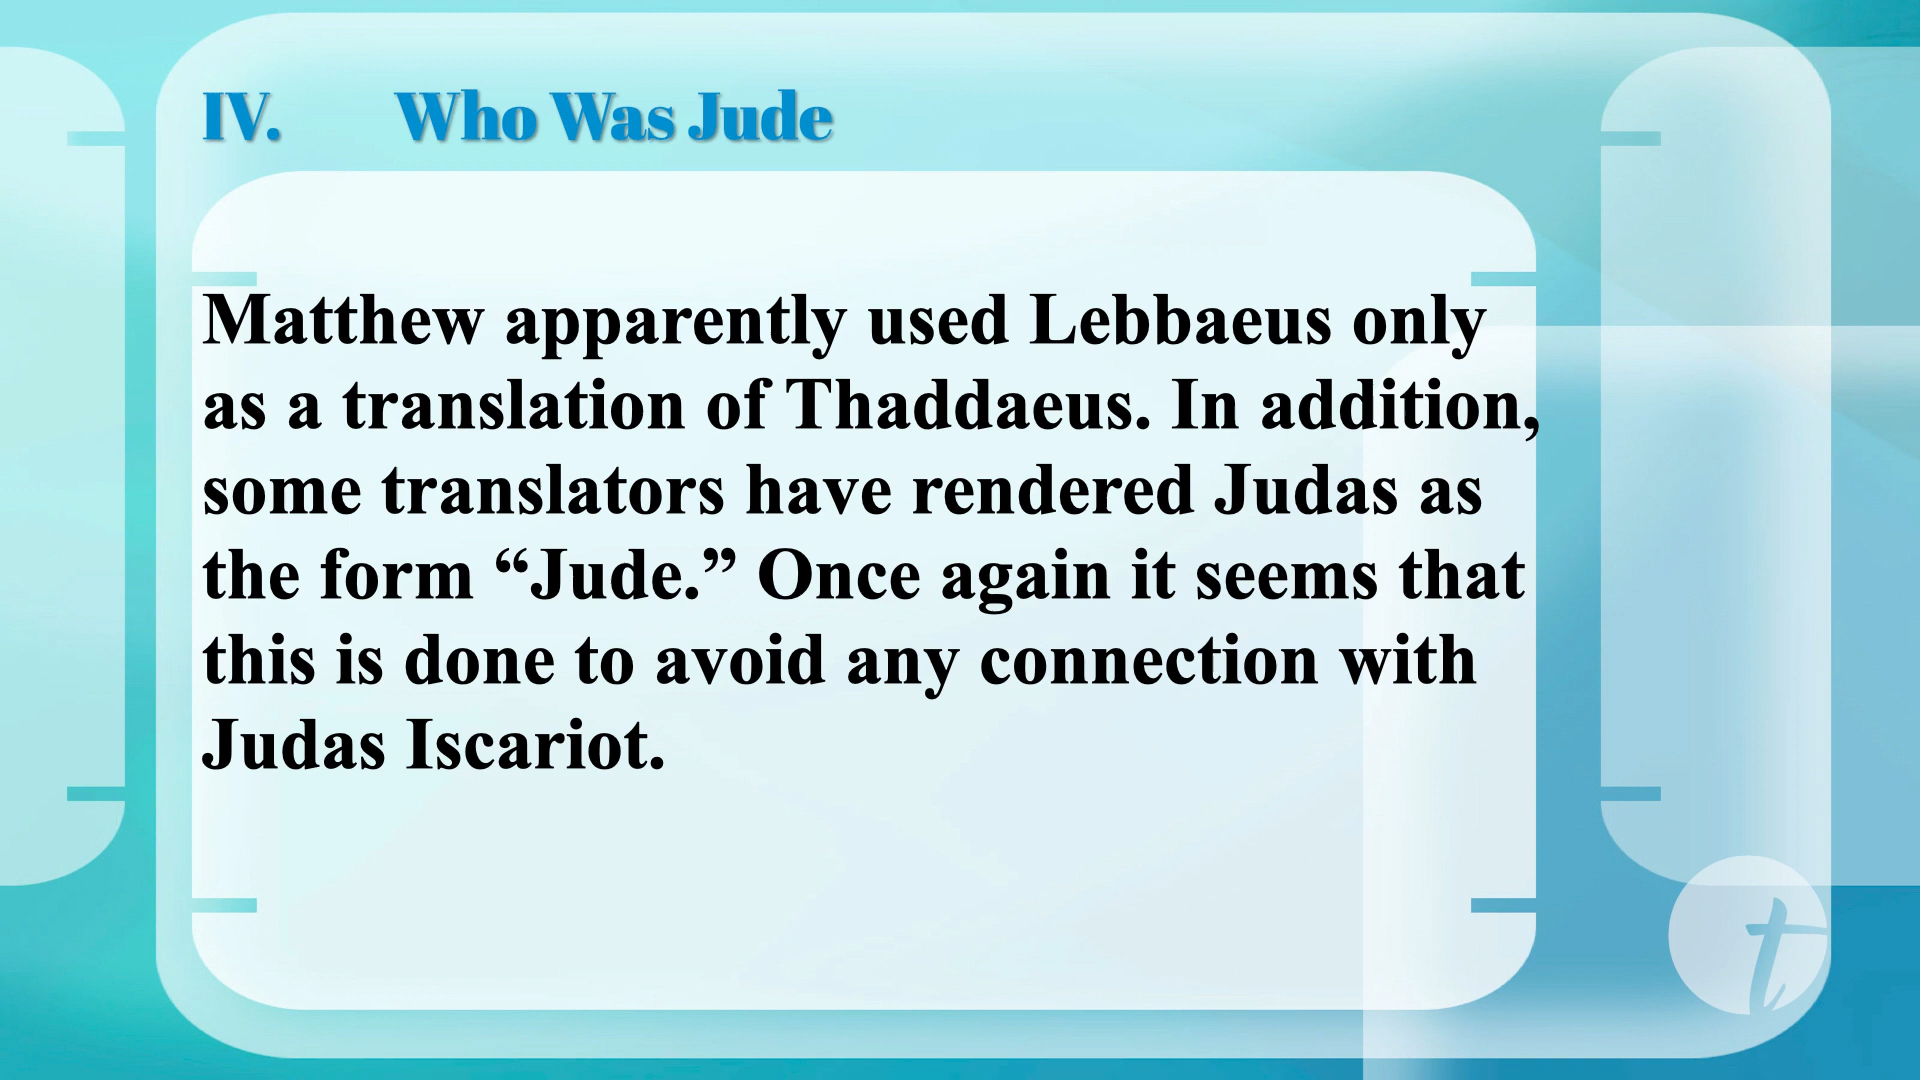 IV. Who Was Jude
Matthew apparently used Lebbaeus only
as a translation of Thaddaeus. In addition,
some translators have rendered Judas as
the form “Jude.” Once again it seems that
this is done to avoid any connection with
Judas Iscariot.
t